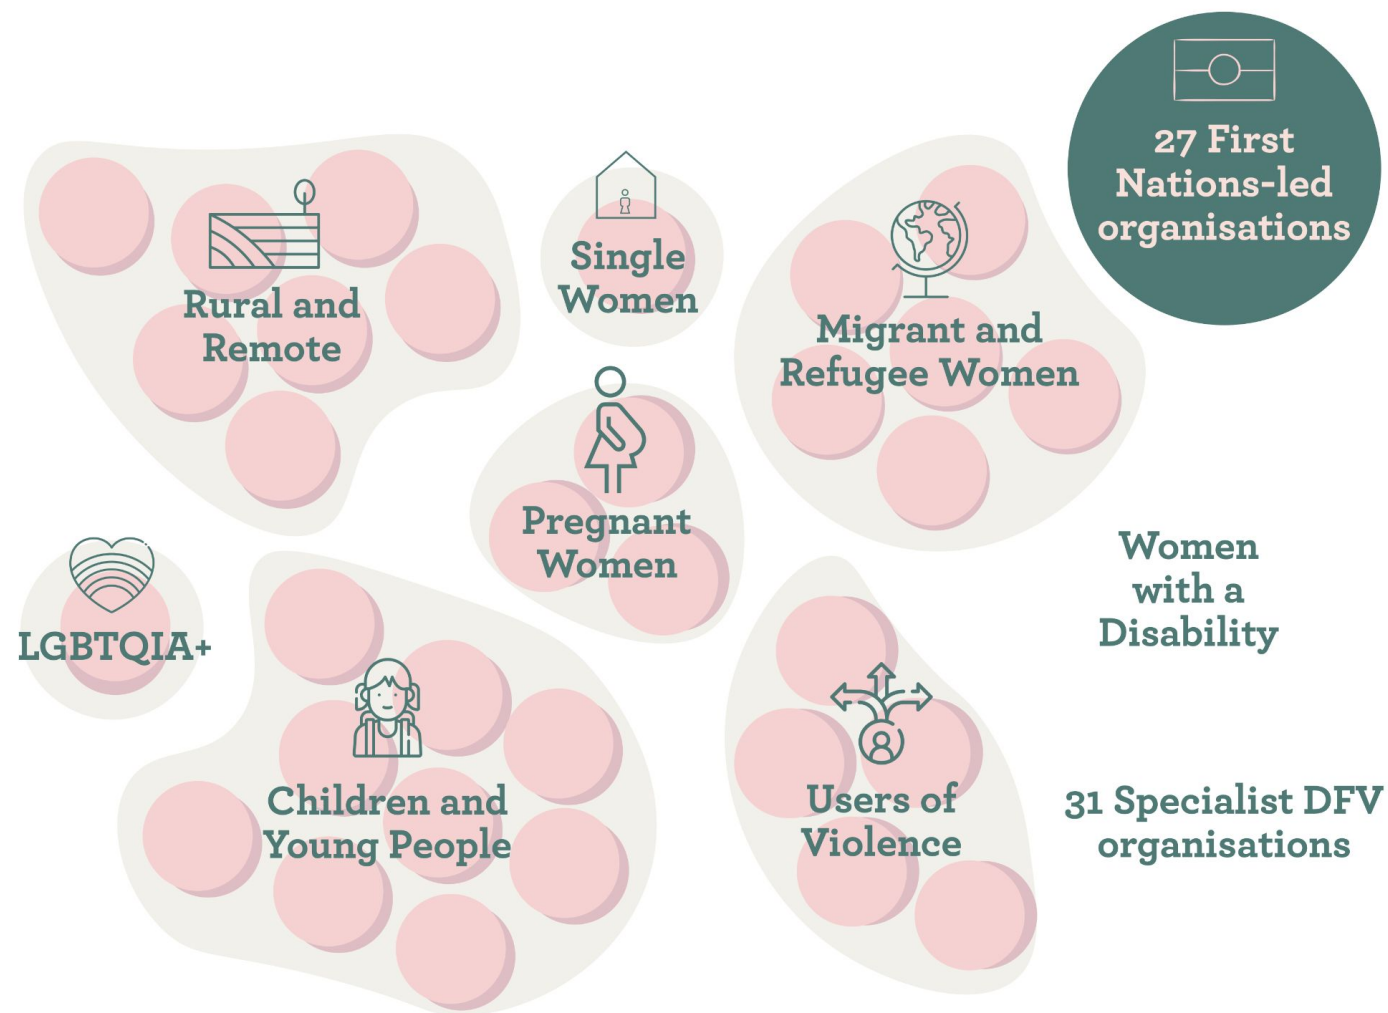 27 First
Nations-led
organisations
Rural and
Remote
Single
Women
Migrant and
Refugee Women
Pregnant
Women
LGBTQIA+
Women
with a
Disability
Children and
Young People
Users of
Violence
31 Specialist DFV
organisations